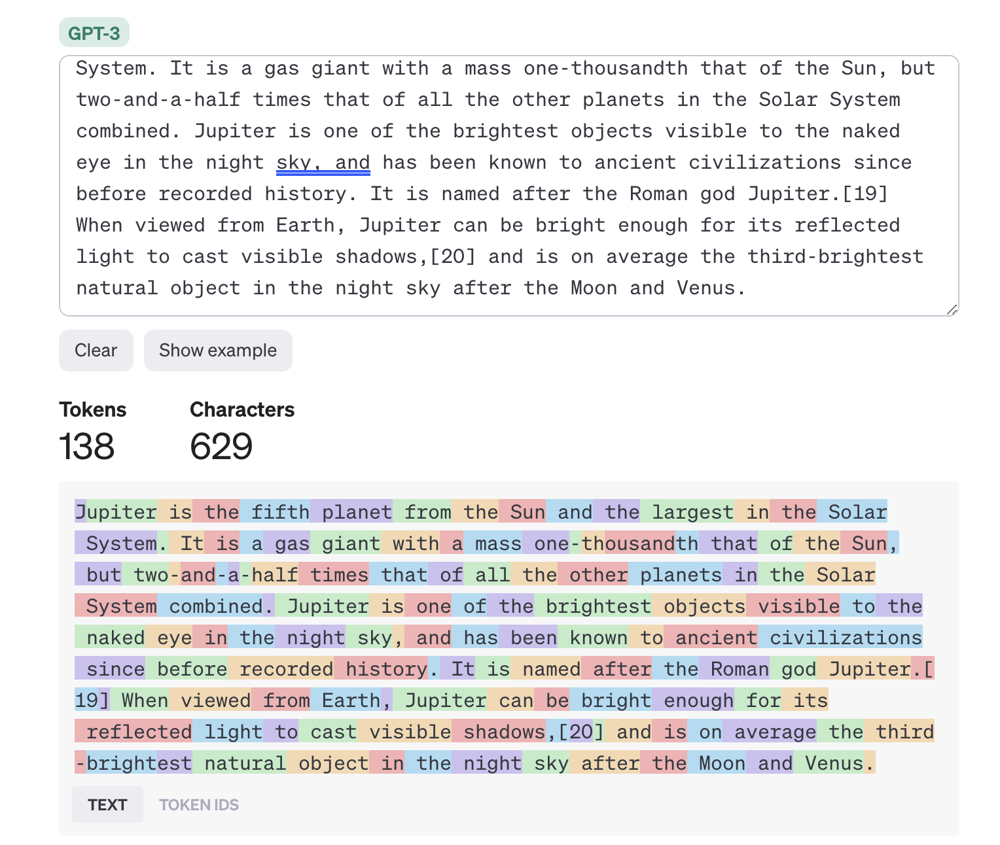 GPT-3
System. It is a gas giant with a mass one-thousandth that of the Sun, but
two-and-a-half times that of all the other planets in the Solar System
combined. Jupiter is one of the brightest objects visible to the naked
eye in the night sky, and has been known to ancient civilizations since
before recorded history. It is named after the Roman god Jupiter.[19]
When viewed from Earth, Jupiter can be bright enough for its reflected
light to cast visible shadows,[20] and is on average the third-brightest
natural object in the night sky after the Moon and Venus.
Clear Show example
Tokens Characters
138 629
Jupiter is the fifth planet from the Sun and the largest in the Solar
System. It is a gas giant with a mass one-thousandth that of the Sun,
but two-and-a-half times that of all the other planets in the Solar
System combined. Jupiter is one of the brightest objects visible to the
naked eye in the night sky, and has been known to ancient civilizations
since before recorded history. It is named after the Roman god Jupiter.[
19] When viewed from Earth, Jupiter can be bright enough for its
reflected light to cast visible shadows,[20] and is on average the third
-brightest natural object in the night sky after the Moon and Venus.
TEXT TOKEN IDS